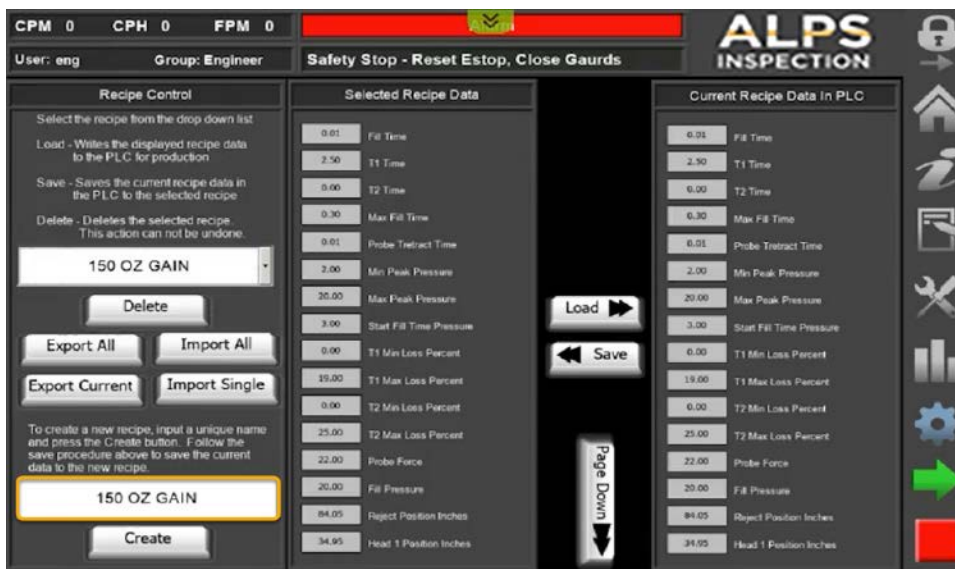 CPM 0 CPH 0 FPM 0
User: eng Group: Engineer
Safety Stop - Reset Estop, Close Gaurds
ALPS
INSPECTION
Recipe Control
Select the recipe from the drop down list
Load - Writes the displayed recipe data
to the PLC for production
Save - Saves the current recipe data in
the PLC to the selected recipe
Delete - Deletes the selected recipe.
This action can not be undone.
150 OZ GAIN
Delete
Export All Import All
Export Current Import Single
To create a new recipe, input a unique name
and press the Create button. Follow the
save procedure above to save the current
data to the new recipe.
150 OZ GAIN
Create
Selected Recipe Data
0.01 Fill Time
2.50 T1 Time
0.00 T2 Time
0.30 Max Fill Time
0.01 Probe Tretract Time
2.00 Min Peak Pressure
20.00 Max Peak Pressure
3.00 Start Fill Time Pressure
0.00 T1 Min Loss Percent
19.00 T1 Max Loss Percent
0.00 T2 Min Loss Percent
25.00 T2 Max Loss Percent
22.00 Probe Force
20.00 Fill Pressure
84.05 Reject Position Inches
34.95 Head 1 Position Inches
Load
Save
Page Down
Current Recipe Data In PLC
0.01 Fill Time
2.50 T1 Time
0.00 T2 Time
0.30 Max Fill Time
0.01 Probe Tretract Time
2.00 Min Peak Pressure
20.00 Max Peak Pressure
3.00 Start Fill Time Pressure
0.00 T1 Min Loss Percent
19.00 T1 Max Loss Percent
0.00 T2 Min Loss Percent
25.00 T2 Max Loss Percent
22.00 Probe Force
20.00 Fill Pressure
84.05 Reject Position Inches
34.95 Head 1 Position Inches